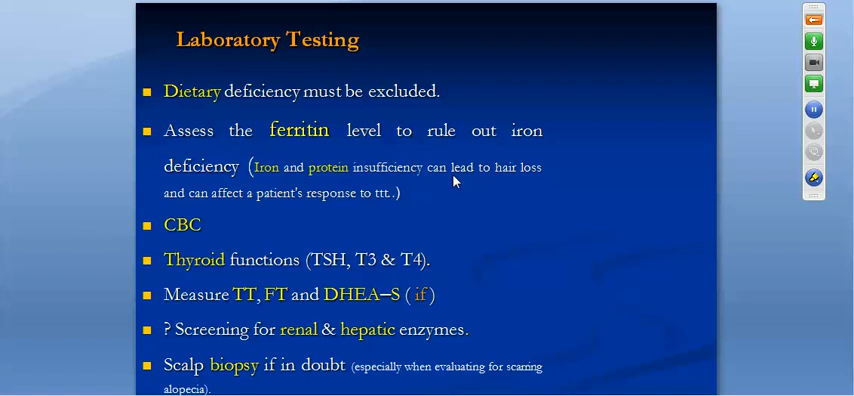 Laboratory Testing
Dietary deficiency must be excluded.
Assess the ferritin level to rule out iron
deficiency (Iron and protein insufficiency can lead to hair loss
and can affect a patient's response to ttt..)
CBC
Thyroid functions (TSH, T3 & T4).
Measure TT, FT and DHEA–S ( if )
? Screening for renal & hepatic enzymes.
Scalp biopsy if in doubt (especially when evaluating for scarring
alopecia).